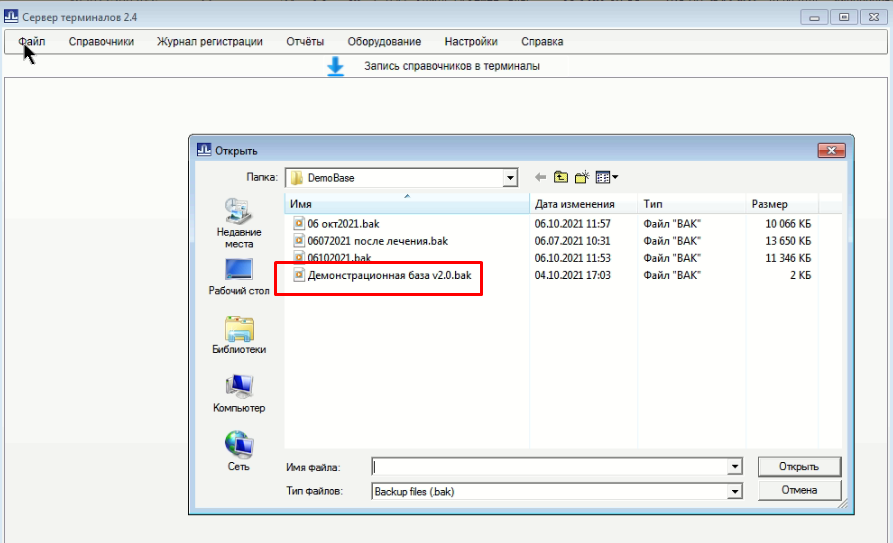 Сервер терминалов 2.4
Файл Справочники Журнал регистрации Отчёты Оборудование Настройки Справка
Запись справочников в терминалы
Открыть
Папка: DemoBase
Имя Дата изменения Тип Размер
06 окт2021.bak 06.10.2021 11:57 Файл "BAK" 10 066 КБ
06072021 после лечения.bak 06.07.2021 10:31 Файл "BAK" 13 650 КБ
06102021.bak 06.10.2021 11:53 Файл "BAK" 11 346 КБ
Демонстрационная база v2.0.bak 04.10.2021 17:03 Файл "BAK" 2 КБ
Недавние
места
Рабочий стол
Библиотеки
Компьютер
Сеть
Имя файла: Открыть
Тип файлов: Backup files (.bak) Отмена